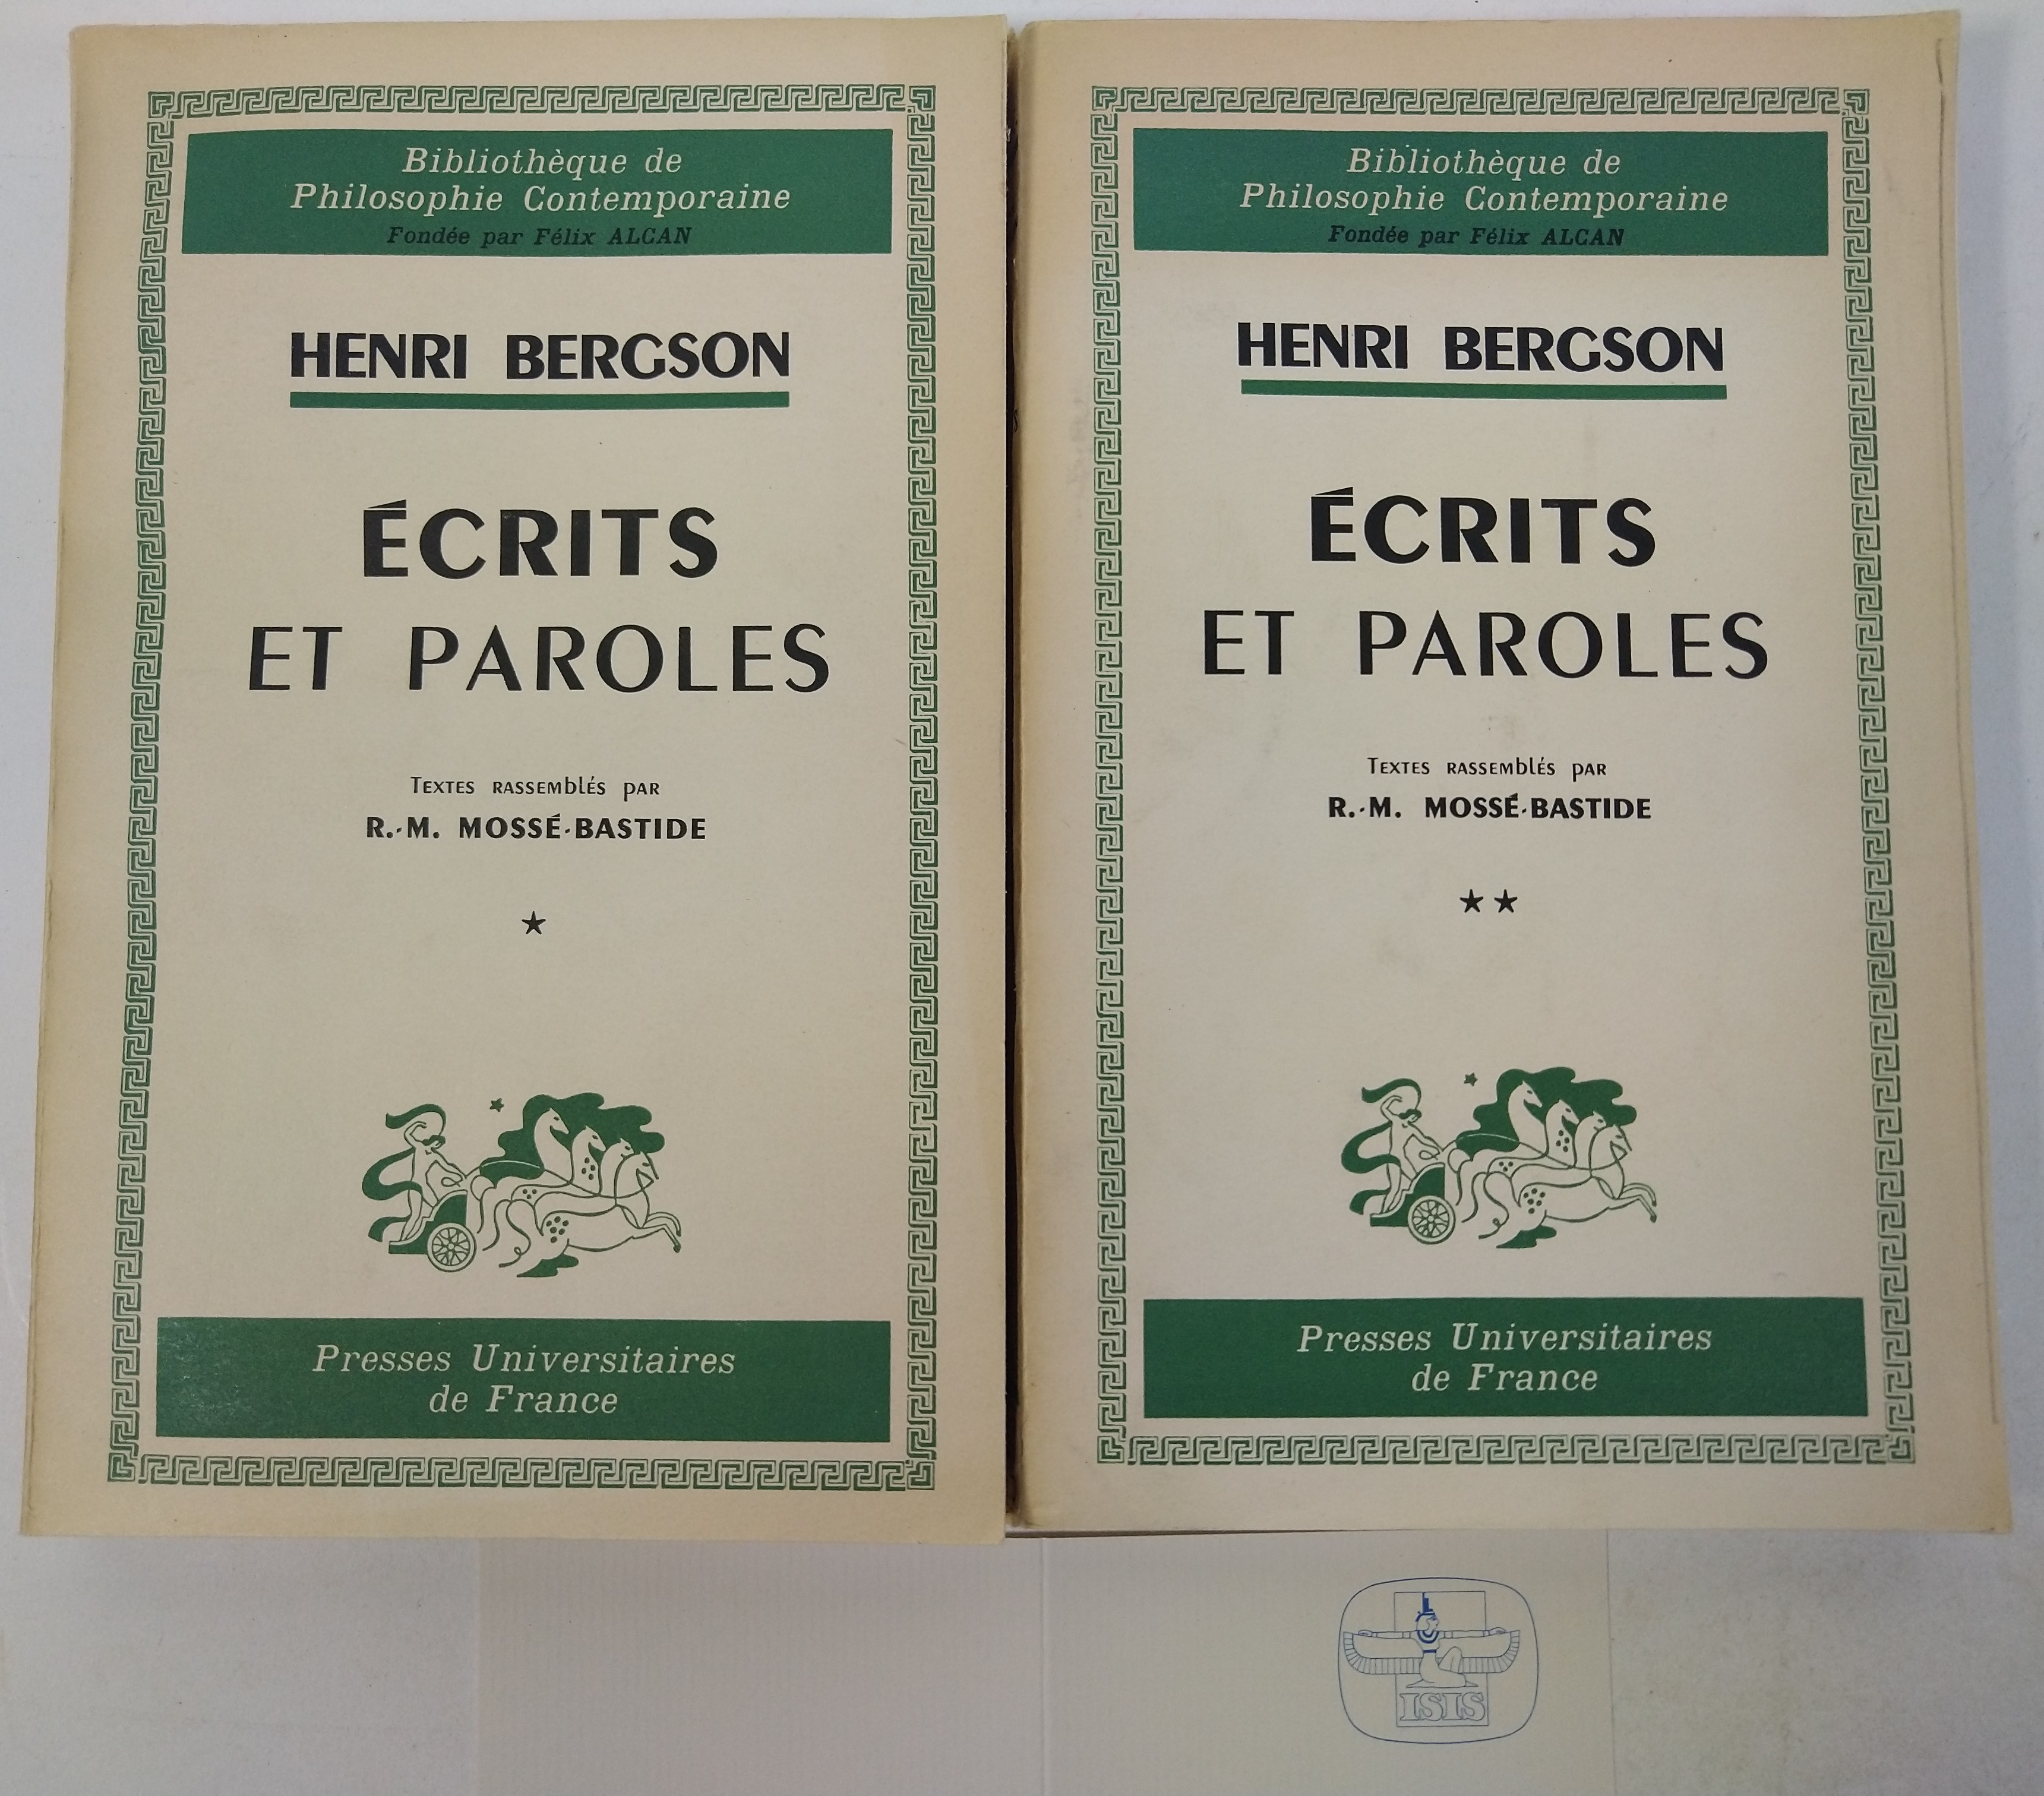 Bibliothèque de
Philosophie Contemporaine
Fondée par Félix ALCAN
HENRI BERGSON
ÉCRITS
ET PAROLES
Textes rassemblés par
R.-M. MOSSÉ-BASTIDE
★
Presses Universitaires
de France
Bibliothèque de
Philosophie Contemporaine
Fondée par Félix ALCAN
HENRI BERGSON
ÉCRITS
ET PAROLES
Textes rassemblés par
R.-M. MOSSÉ-BASTIDE
★ ★
Presses Universitaires
de France
ISIS